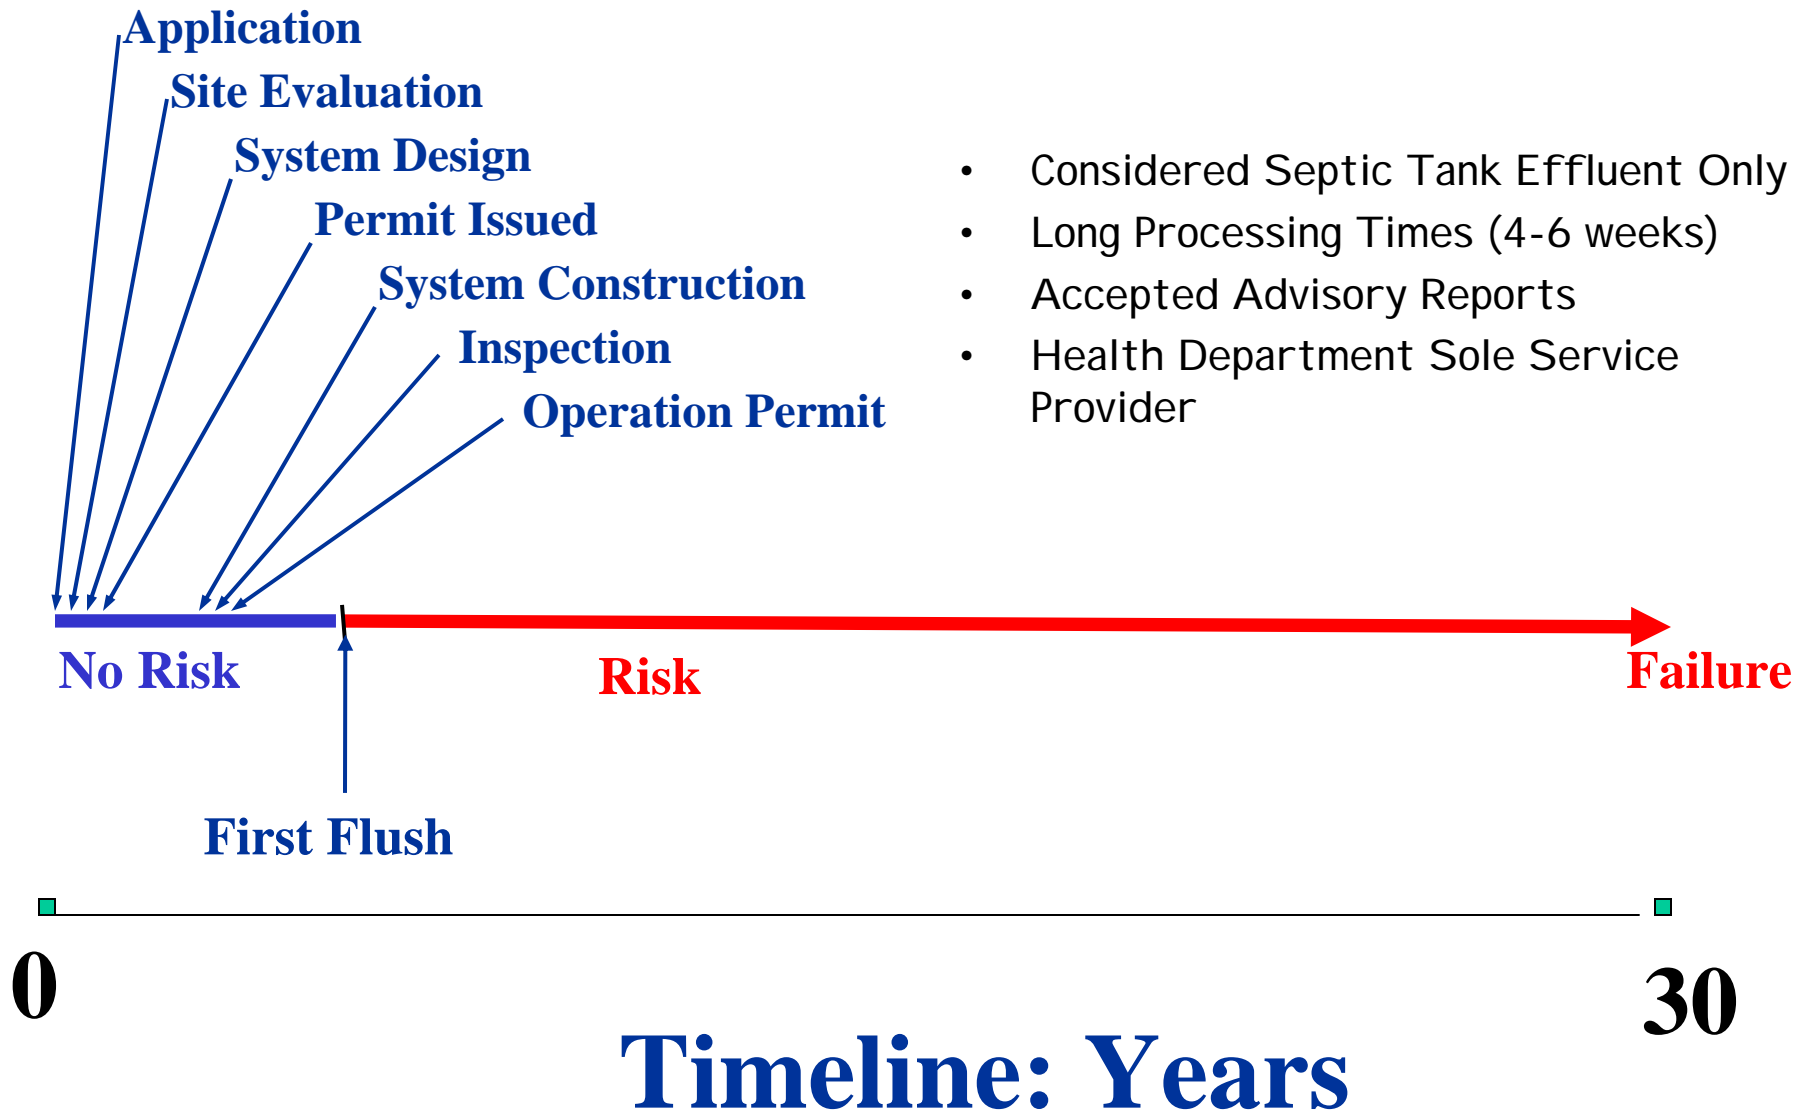 Application
Site Evaluation
System Design
Permit Issued
System Construction
Inspection
Operation Permit
• Considered Septic Tank Effluent Only
• Long Processing Times (4-6 weeks)
• Accepted Advisory Reports
• Health Department Sole Service
Provider
No Risk
Risk
Failure
First Flush
0
30
Timeline: Years